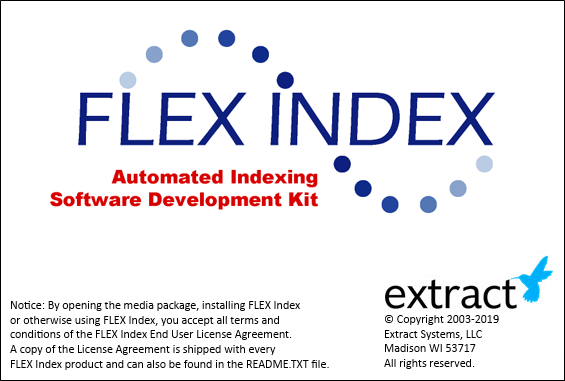 FLEX INDEX
Automated Indexing
Software Development Kit
Notice: By opening the media package, installing FLEX Index
or otherwise using FLEX Index, you accept all terms and
conditions of the FLEX Index End User License Agreement.
A copy of the License Agreement is shipped with every
FLEX Index product and can also be found in the README.TXT file.
extract
© Copyright 2003-2019
Extract Systems, LLC
Madison WI 53717
All rights reserved.